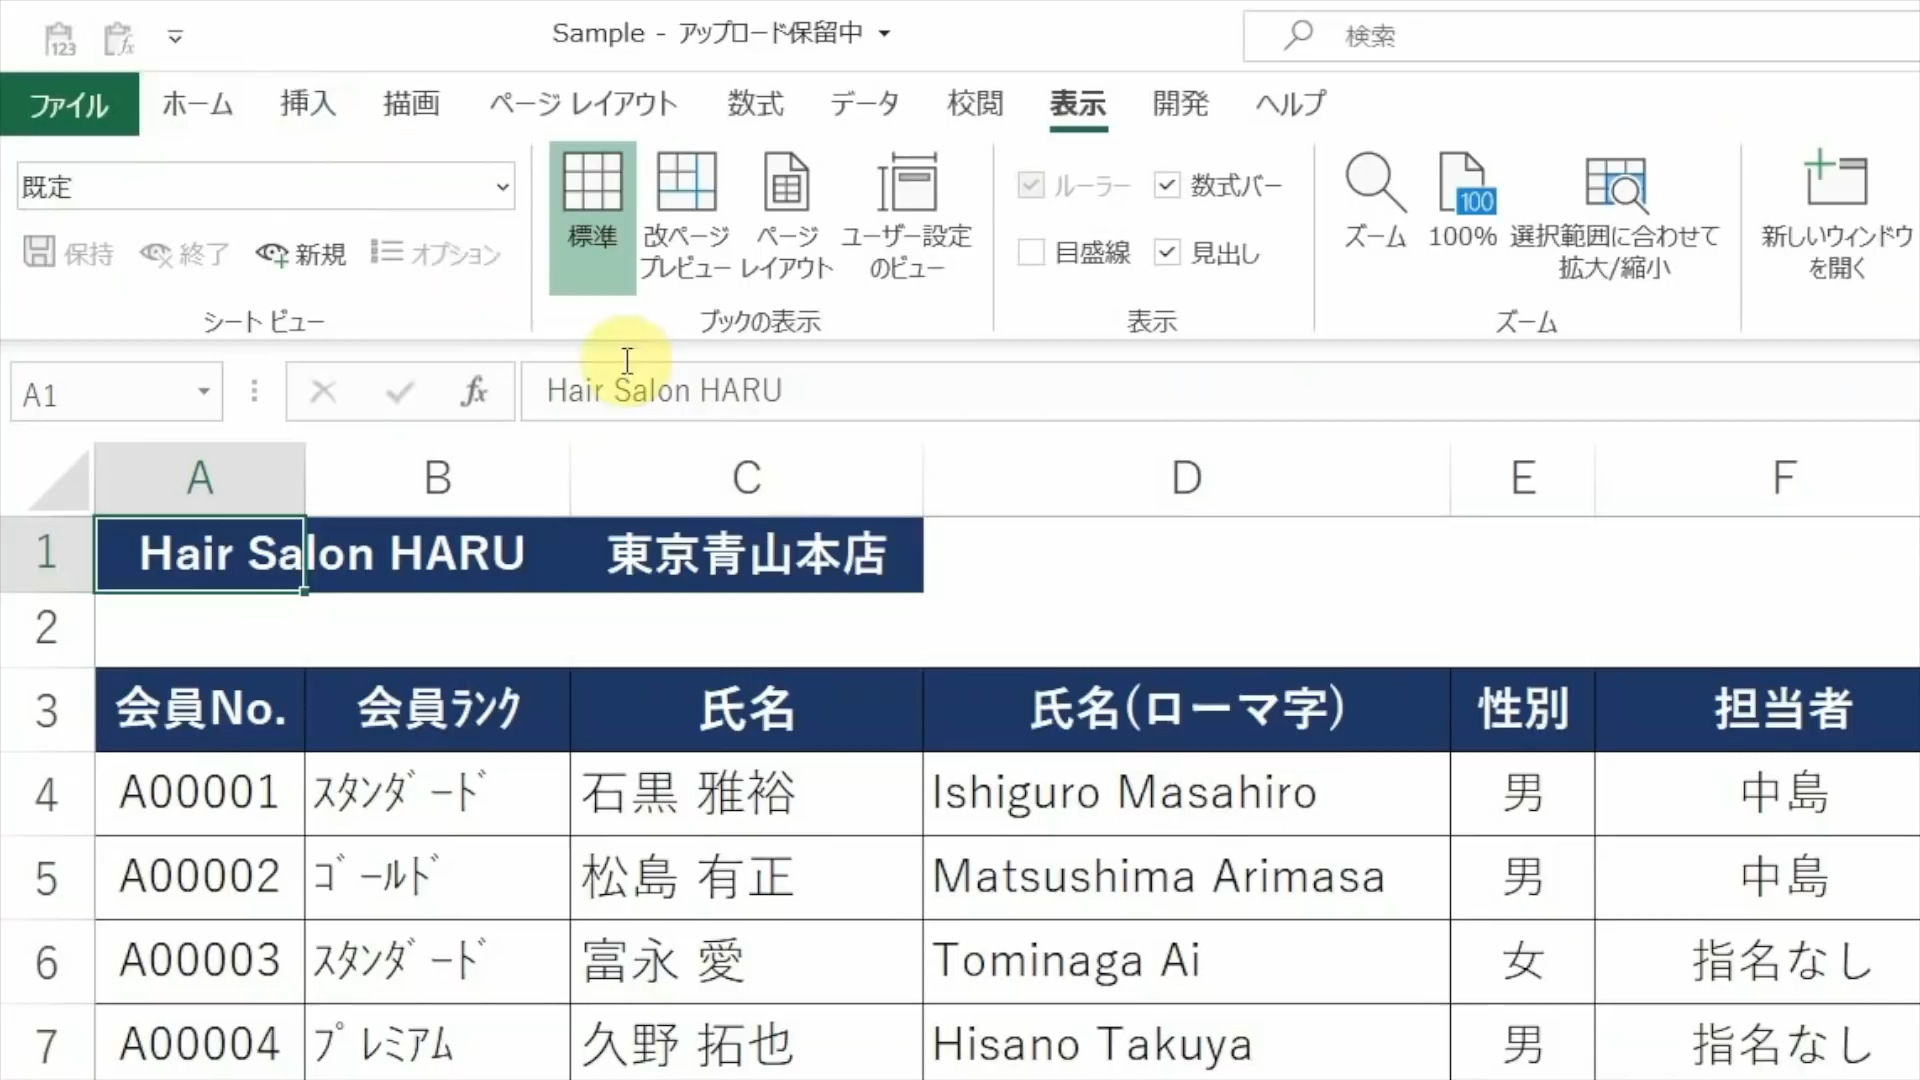 123 fx
Sample - アップロード保留中
検索
ファイル ホーム 挿入 描画 ページ レイアウト 数式 データ 校閲 表示 開発 ヘルプ
既定
保持 終了 新規 オプション
シート ビュー
標準
改ページ
プレビュー
ページ
レイアウト
ユーザー設定
のビュー
ブックの表示
ルーラー 数式バー
目盛線 見出し
表示
ズーム
100
100%
選択範囲に合わせて
拡大/縮小
ズーム
新しいウィンドウ
を開く
A1 fx Hair Salon HARU
A B C D E F
1 Hair Salon HARU 東京青山本店
2
3 会員No. 会員ﾗﾝｸ 氏名 氏名(ローマ字) 性別 担当者
4 A00001 ｽﾀﾝﾀﾞｰﾄﾞ 石黒 雅裕 Ishiguro Masahiro 男 中島
5 A00002 ｺﾞｰﾙﾄﾞ 松島 有正 Matsushima Arimasa 男 中島
6 A00003 ｽﾀﾝﾀﾞｰﾄﾞ 富永 愛 Tominaga Ai 女 指名なし
7 A00004 ﾌﾟﾚﾐｱﾑ 久野 拓也 Hisano Takuya 男 指名なし